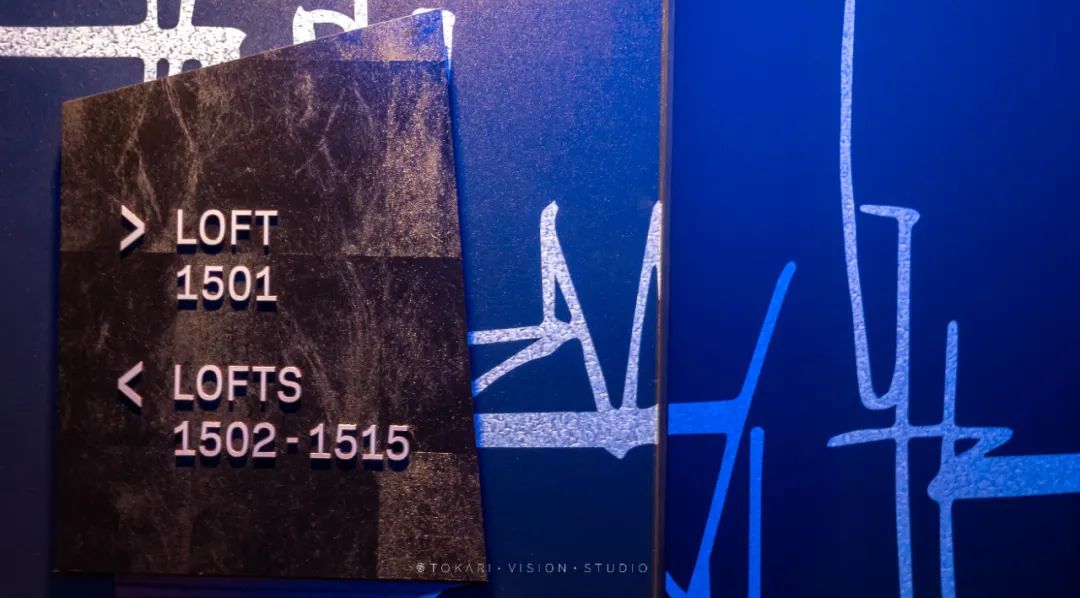 > LOFT
1501
< LOFTS
1502-1515
@TOKARI·VISION·STUDIO